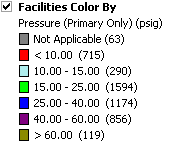 Facilities Color By
Pressure (Primary Only) (psig)
Not Applicable (63)
< 10.00 (715)
10.00 - 15.00 (290)
15.00 - 25.00 (1594)
25.00 - 40.00 (1174)
40.00 - 60.00 (856)
> 60.00 (119)